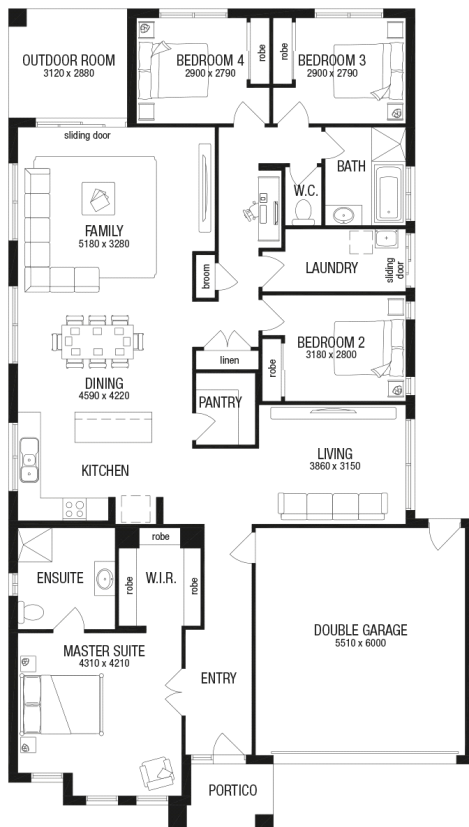 OUTDOOR ROOM
3120 x 2880
BEDROOM 4
2900 x 2790
robe
robe
BEDROOM 3
2900 x 2790
sliding door
FAMILY
5180 x 3280
W.C.
BATH
broom
LAUNDRY
sliding
door
linen
BEDROOM 2
3180 x 2800
robe
DINING
4590 x 4220
PANTRY
KITCHEN
LIVING
3860 x 3150
robe
ENSUITE
robe
W.I.R.
robe
MASTER SUITE
4310 x 4210
ENTRY
DOUBLE GARAGE
5510 x 6000
PORTICO